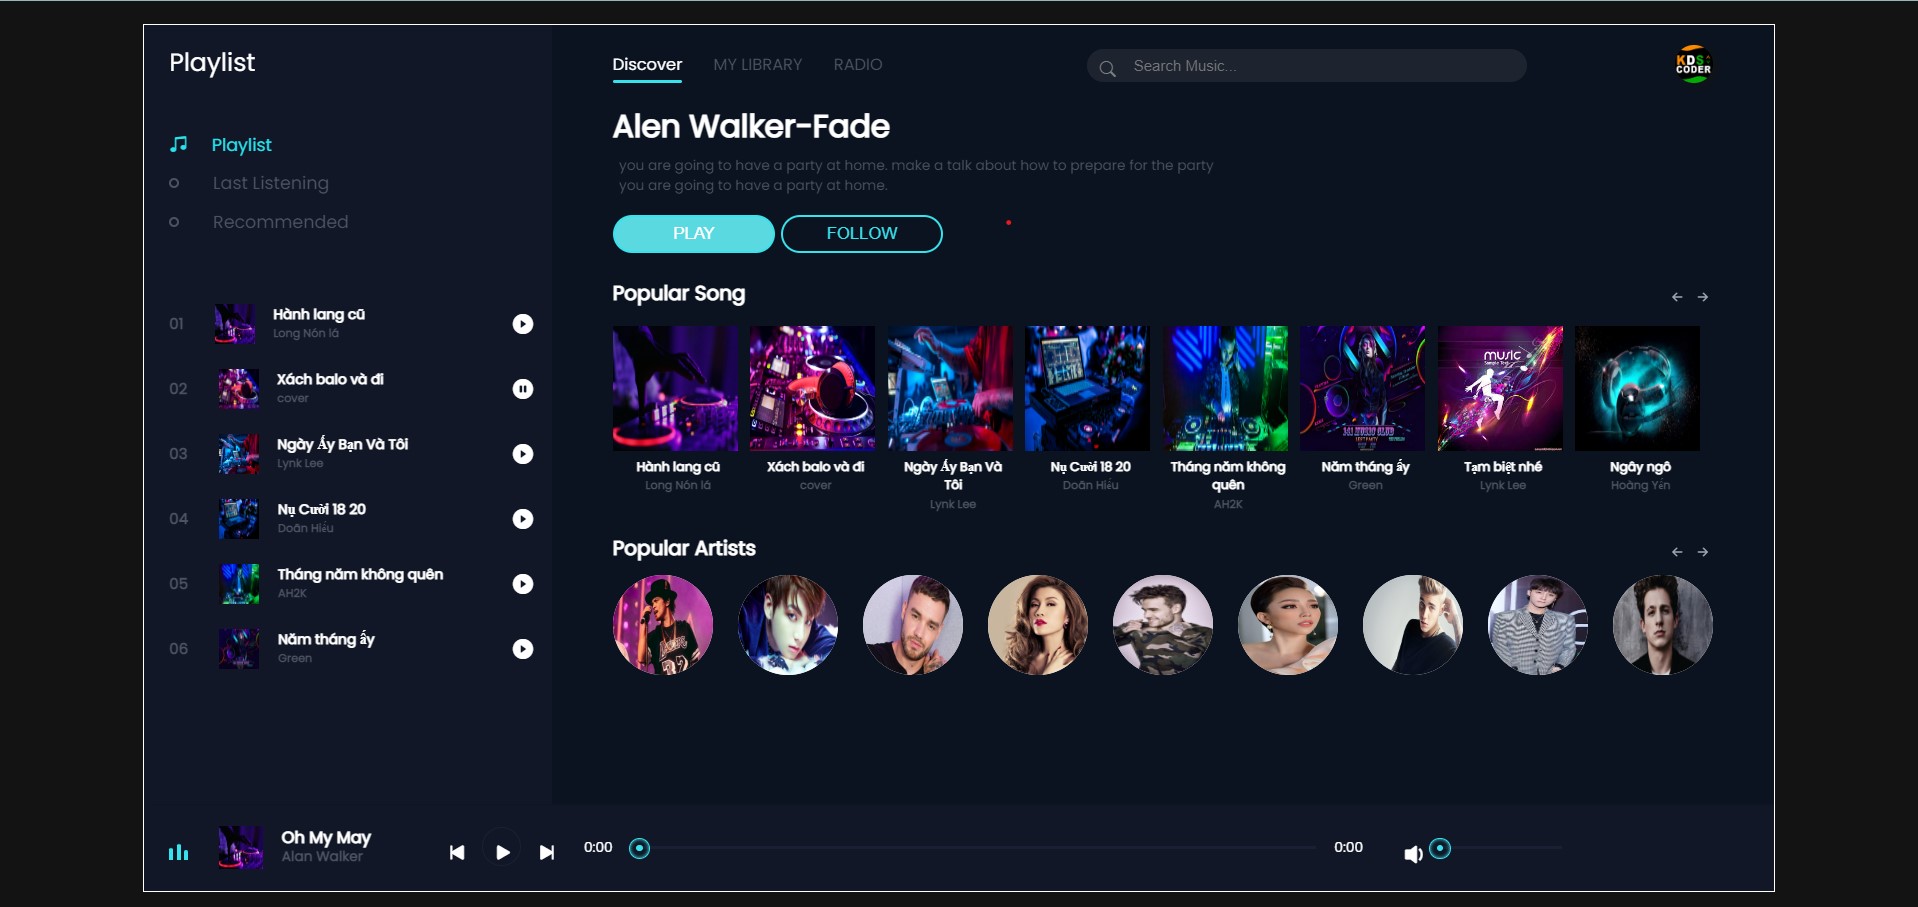 Playlist
Playlist
Last Listening
Recommended
01
Hành lang cũ
Long Nón lá
02
Xách balo và đi
cover
03
Ngày Ấy Bạn Và Tôi
Lynk Lee
04
Nụ Cười 18 20
Doãn Hiếu
05
Tháng năm không quên
AH2K
06
Năm tháng ấy
Green
Discover MY LIBRARY RADIO
Search Music...
KDS
CODER
Alen Walker-Fade
you are going to have a party at home. make a talk about how to prepare for the party
you are going to have a party at home.
PLAY FOLLOW
Popular Song
MUSIC
141 MUSIC CLUB
Hành lang cũ
Long Nón lá
Xách balo và đi
cover
Ngày Ấy Bạn Và
Tôi
Lynk Lee
Nụ Cười 18 20
Doãn Hiếu
Tháng năm không
quên
AH2K
Năm tháng ấy
Green
Tạm biệt nhé
Lynk Lee
Ngây ngô
Hoàng Yến
Popular Artists
Oh My May
Alan Walker
0:00
0:00